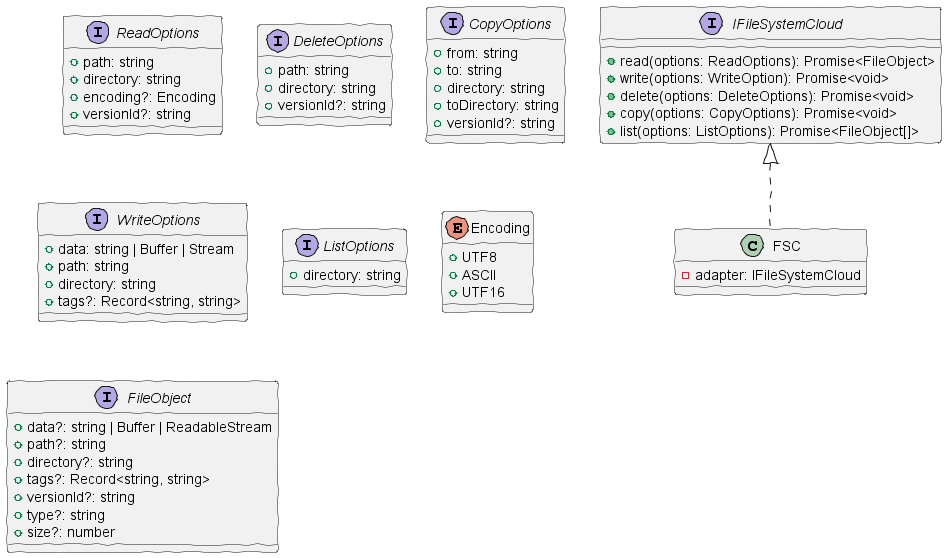 I ReadOptions
path: string
directory: string
encoding?: Encoding
versionId?: string
I DeleteOptions
path: string
directory: string
versionId?: string
I CopyOptions
from: string
to: string
directory: string
toDirectory: string
versionId?: string
I IFileSystemCloud
read(options: ReadOptions): Promise<FileObject>
write(options: WriteOption): Promise<void>
delete(options: DeleteOptions): Promise<void>
copy(options: CopyOptions): Promise<void>
list(options: ListOptions): Promise<FileObject[]>
I WriteOptions
data: string | Buffer | Stream
path: string
directory: string
tags?: Record<string, string>
I ListOptions
directory: string
E Encoding
UTF8
ASCII
UTF16
C FSC
adapter: IFileSystemCloud
I FileObject
data?: string | Buffer | ReadableStream
path?: string
directory?: string
tags?: Record<string, string>
versionId?: string
type?: string
size?: number